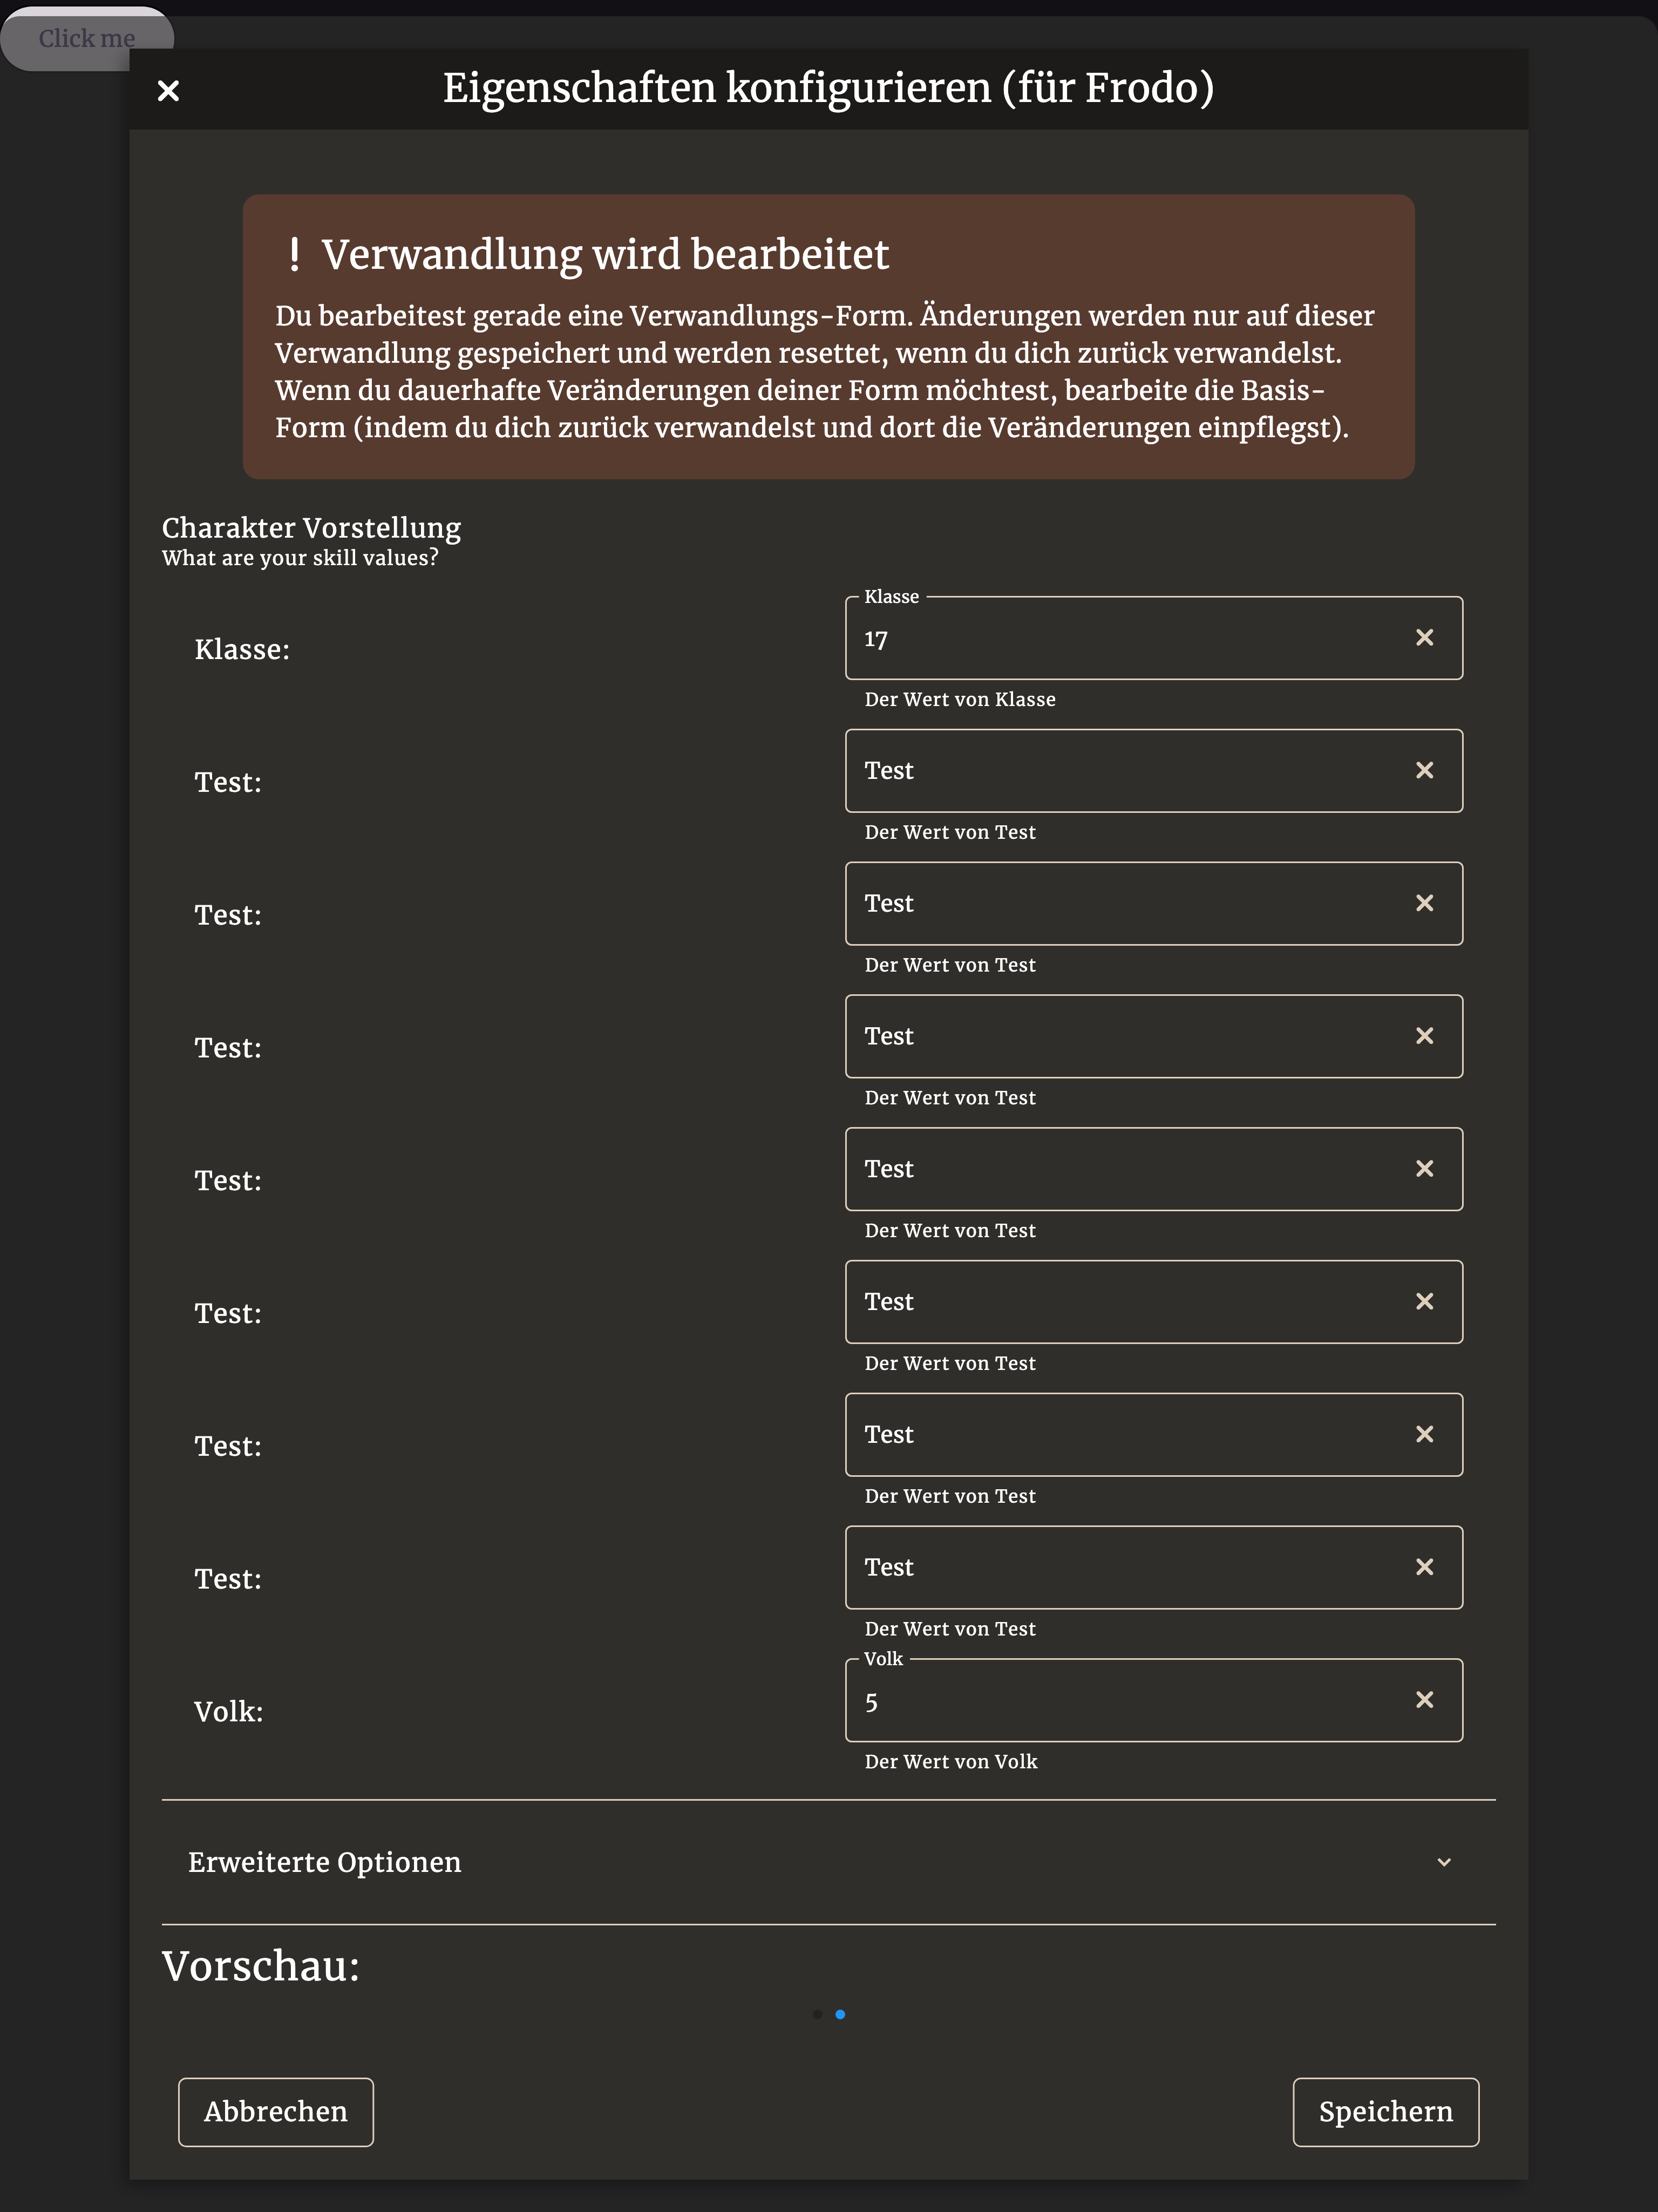 Click me
Eigenschaften konfigurieren (für Frodo)
! Verwandlung wird bearbeitet
Du bearbeitest gerade eine Verwandlungs-Form. Änderungen werden nur auf dieser
Verwandlung gespeichert und werden resettet, wenn du dich zurück verwandelst.
Wenn du dauerhafte Veränderungen deiner Form möchtest, bearbeite die Basis-
Form (indem du dich zurück verwandelst und dort die Veränderungen einpflegst).
Charakter Vorstellung
What are your skill values?
Klasse
Klasse:
17
Der Wert von Klasse
Test:
Test
Der Wert von Test
Test:
Test
Der Wert von Test
Test:
Test
Der Wert von Test
Test:
Test
Der Wert von Test
Test:
Test
Der Wert von Test
Test:
Test
Der Wert von Test
Test:
Test
Der Wert von Test
Volk
Volk:
5
Der Wert von Volk
Erweiterte Optionen
Vorschau:
Abbrechen
Speichern